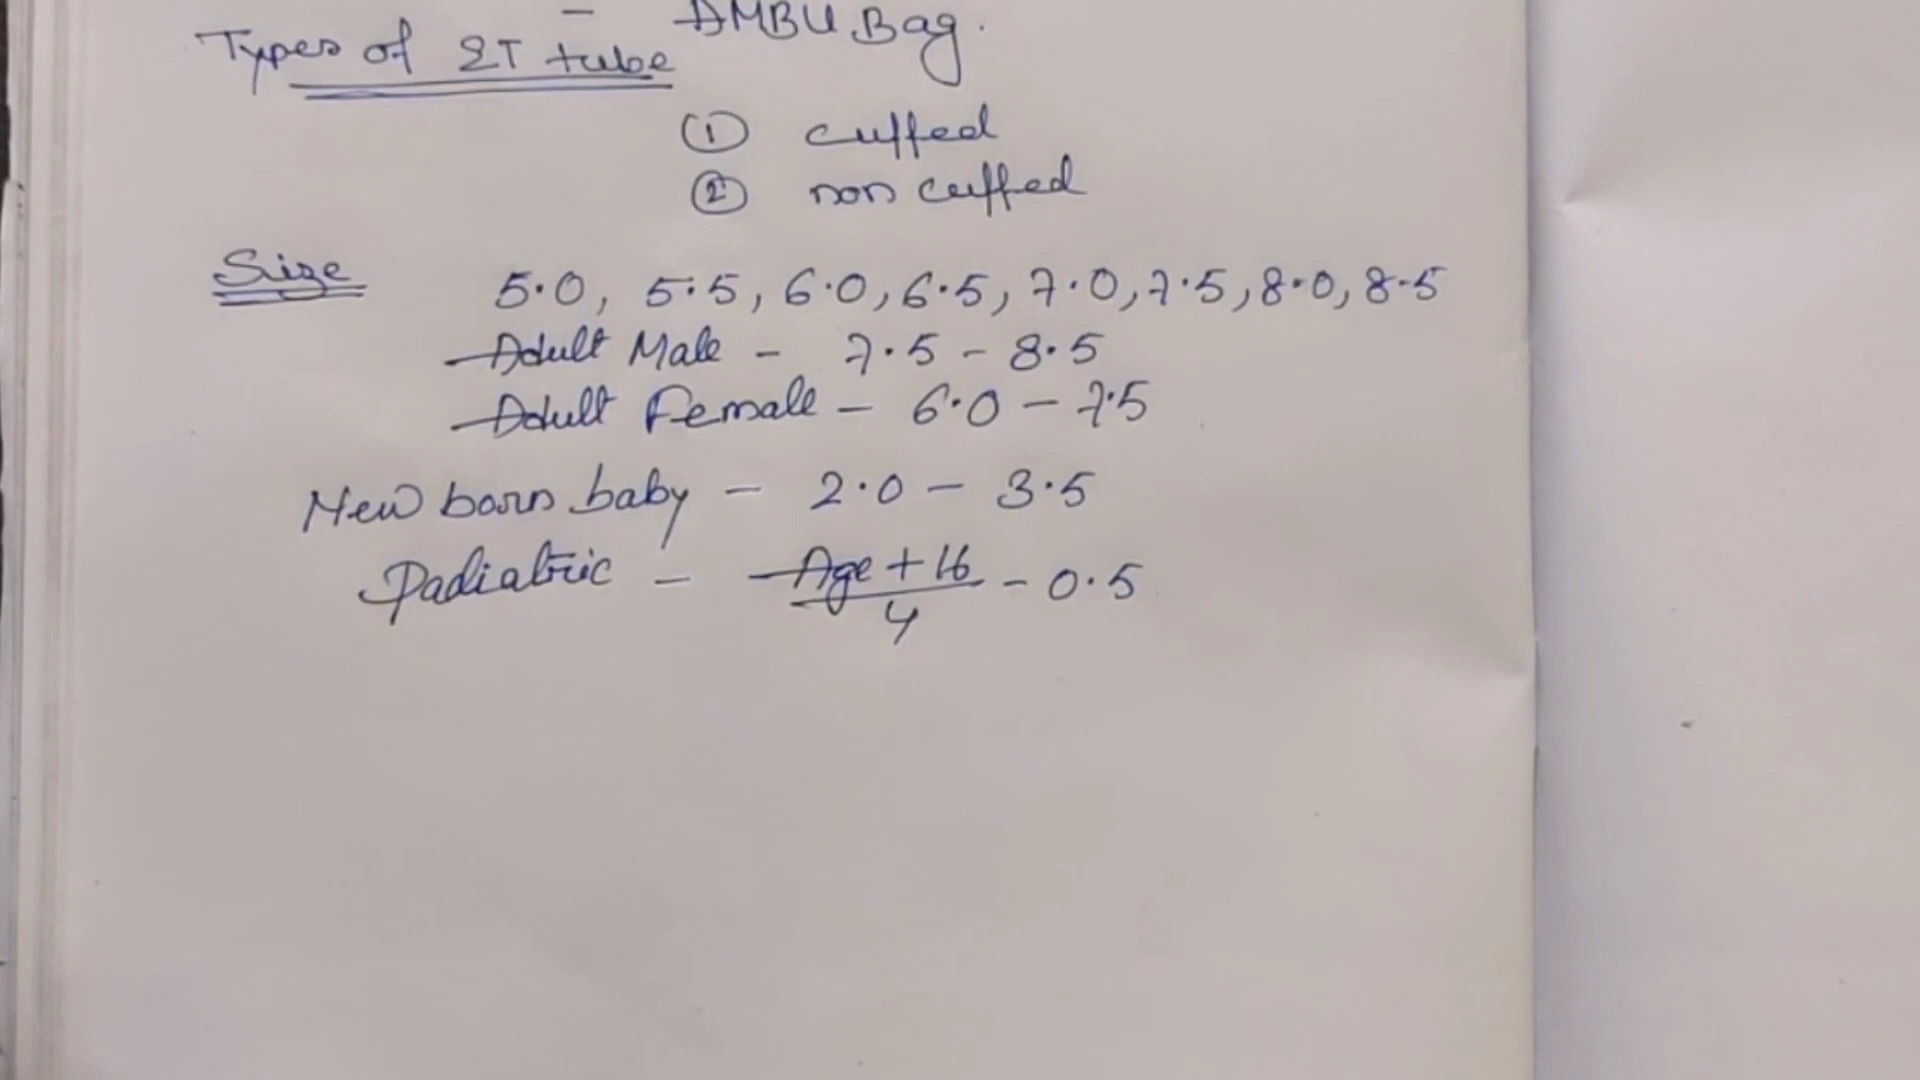 - AMBU Bag.
Types of ET tube
① cuffed
② non cuffed
Size 5.0, 5.5, 6.0, 6.5, 7.0, 7.5, 8.0, 8.5
Adult Male - 7.5 - 8.5
Adult Female - 6.0 - 7.5
New born baby - 2.0 - 3.5
Padiatric - Age + 16 / 4 - 0.5